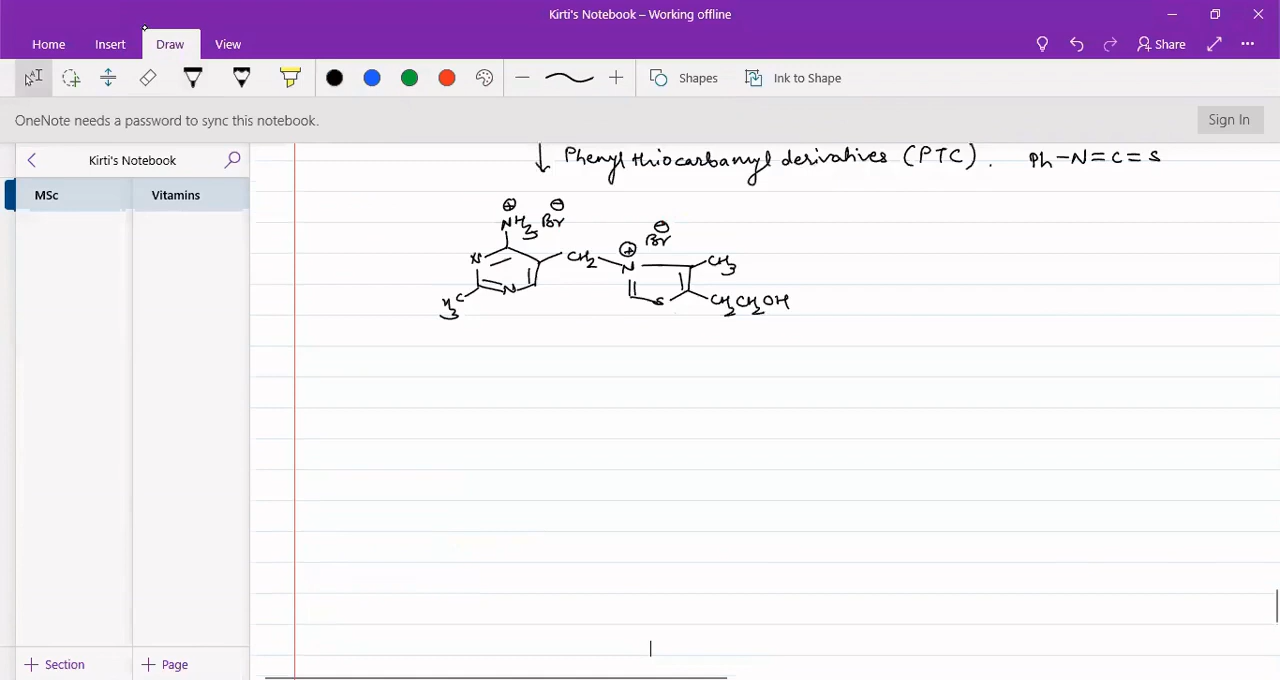 Kirti's Notebook – Working offline
Home Insert Draw View
Share
Shapes
Ink to Shape
OneNote needs a password to sync this notebook.
Sign In
Kirti's Notebook
MSc
Vitamins
↓ Phenyl thiocarbamyl derivatives (PTC). Ph-N=C=S
⊕ ⊖
NH3 Br
⊖
Br
⊕
N CH2 N CH3
H3C N S CH2CH2OH
+ Section
+ Page